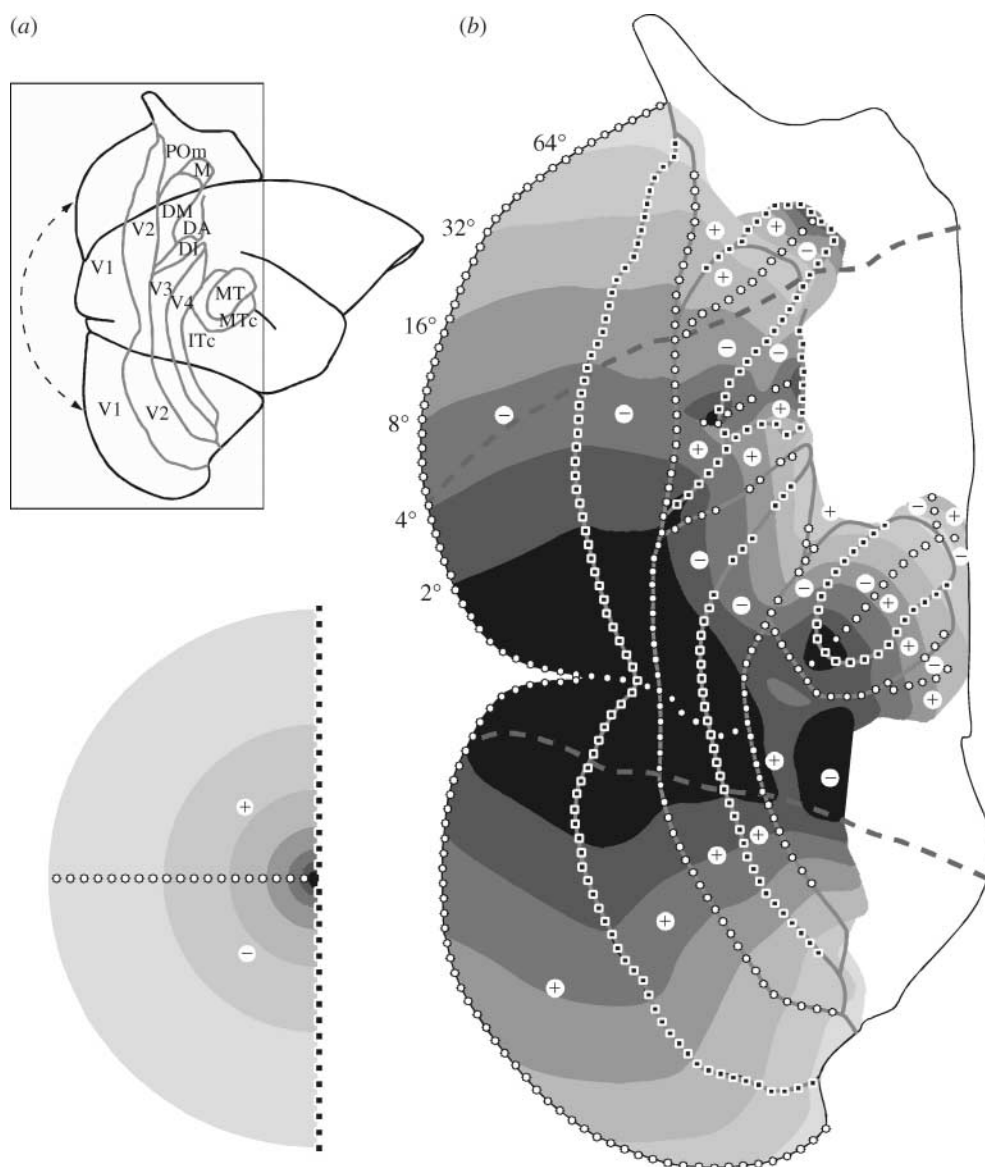 (a)
POm
M
DM
V2
DA
DI
V1
V3
V4
MT
MTc
ITc
V1
V2
+
−
(b)
64°
32°
16°
8°
4°
2°
+
+
−
+
−
−
−
−
+
+
+
+
−
+
−
−
−
−
−
+
+
−
+
+
−
+
+
+
+